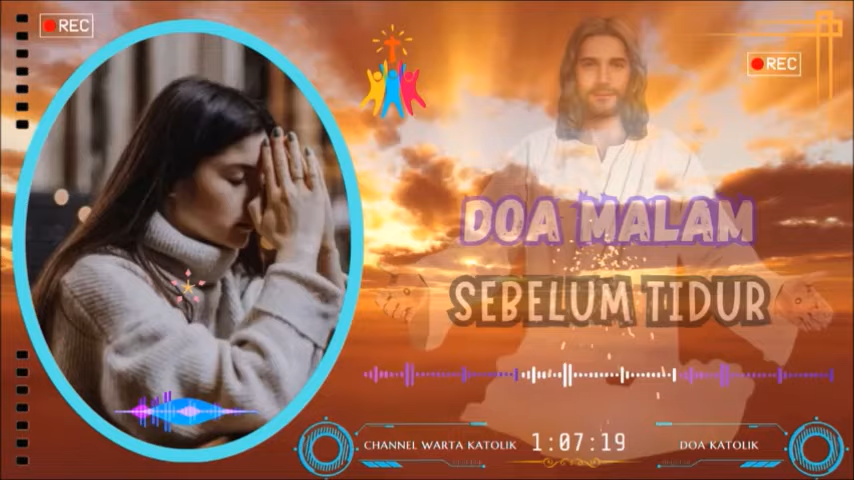 REC
REC
DOA MALAM
SEBELUM TIDUR
CHANNEL WARTA KATOLIK
1:07:19
DOA KATOLIK